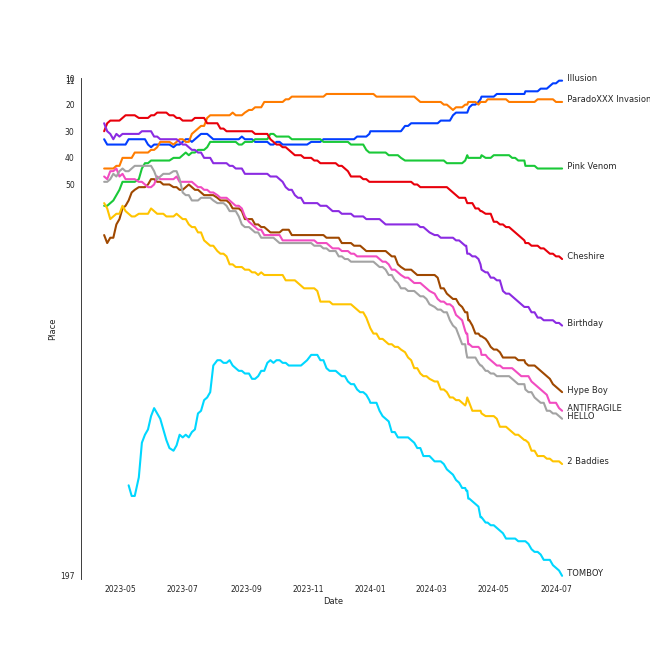 10
11
20
30
40
50
197
Place
2023-05
2023-07
2023-09
2023-11
2024-01
2024-03
2024-05
2024-07
Date
Illusion
ParadoXXX Invasion
Pink Venom
Cheshire
Birthday
Hype Boy
ANTIFRAGILE
HELLO
2 Baddies
TOMBOY